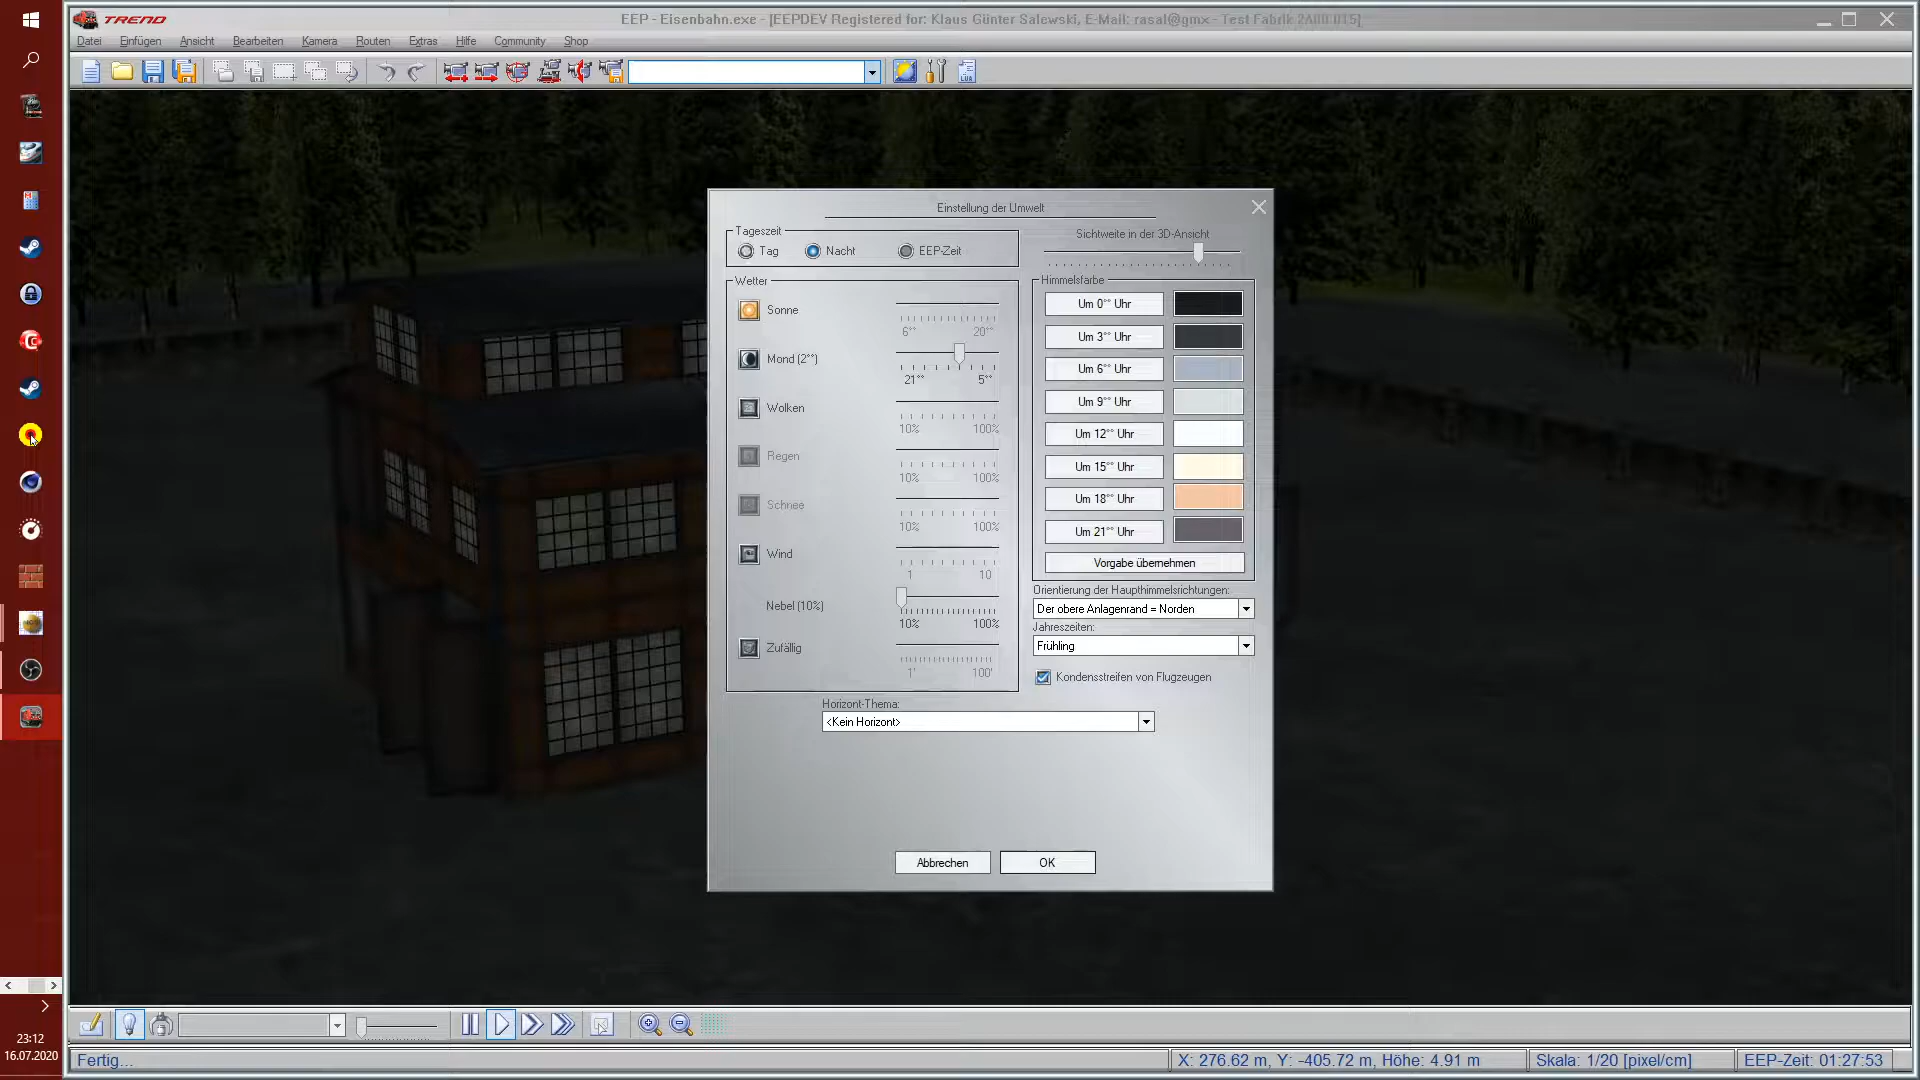 TREND
EEP - Eisenbahn.exe - [EEPDEV Registered for: Klaus Günter Salewski, E-Mail: rasal@gmx - Test Fabrik 2A00 015]
Datei Einfügen Ansicht Bearbeiten Kamera Routen Extras Hilfe Community Shop
Einstellung der Umwelt
Tageszeit
Tag Nacht EEP-Zeit
Sichtweite in der 3D-Ansicht
Wetter
Sonne
6°° 20°°
Mond (2°°)
21°° 5°°
Wolken
10% 100%
Regen
10% 100%
Schnee
10% 100%
Wind
1 10
Nebel (10%)
10% 100%
Zufällig
1' 100'
Himmelsfarbe
Um 0°° Uhr
Um 3°° Uhr
Um 6°° Uhr
Um 9°° Uhr
Um 12°° Uhr
Um 15°° Uhr
Um 18°° Uhr
Um 21°° Uhr
Vorgabe übernehmen
Orientierung der Haupthimmelsrichtungen:
Der obere Anlagenrand = Norden
Jahreszeiten:
Frühling
Kondensstreifen von Flugzeugen
Horizont-Thema:
<Kein Horizont>
Abbrechen OK
23:12
16.07.2020
Fertig...
X: 276.62 m, Y: -405.72 m, Höhe: 4.91 m
Skala: 1/20 [pixel/cm]
EEP-Zeit: 01:27:53